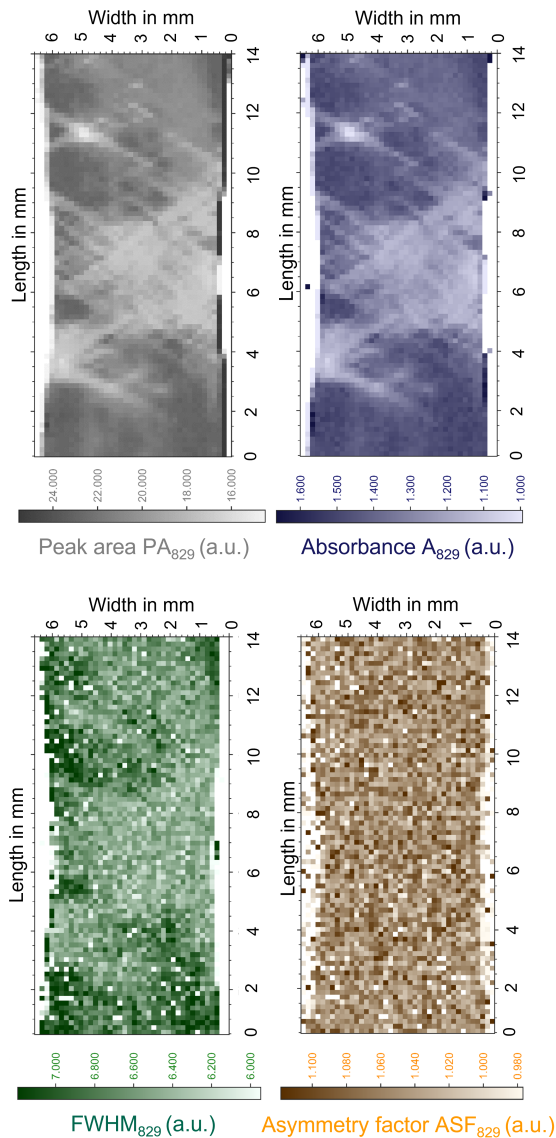 Width in mm
6 5 4 3 2 1 0
Length in mm
14
12
10
8
6
4
2
0
24.000 22.000 20.000 18.000 16.000
Peak area PA829 (a.u.)
Width in mm
6 5 4 3 2 1 0
Length in mm
14
12
10
8
6
4
2
0
1.600 1.500 1.400 1.300 1.200 1.100 1.000
Absorbance A829 (a.u.)
Width in mm
6 5 4 3 2 1 0
Length in mm
14
12
10
8
6
4
2
0
7.000 6.800 6.600 6.400 6.200 6.000
FWHM829 (a.u.)
Width in mm
6 5 4 3 2 1 0
Length in mm
14
12
10
8
6
4
2
0
1.100 1.080 1.060 1.040 1.020 1.000 0.980
Asymmetry factor ASF829 (a.u.)